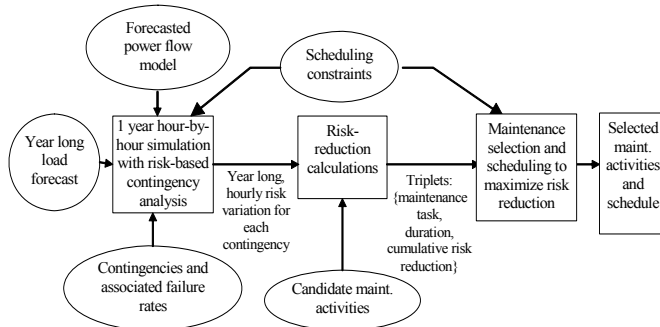 Forecasted
power flow
model
Scheduling
constraints
Year long
load
forecast
1 year hour-by-
hour simulation
with risk-based
contingency
analysis
Year long,
hourly risk
variation for
each
contingency
Risk-
reduction
calculations
Triplets:
{maintenance
task,
duration,
cumulative risk
reduction}
Maintenance
selection and
scheduling to
maximize risk
reduction
Selected
maint.
activities
and
schedule
Contingencies and
associated failure
rates
Candidate maint.
activities